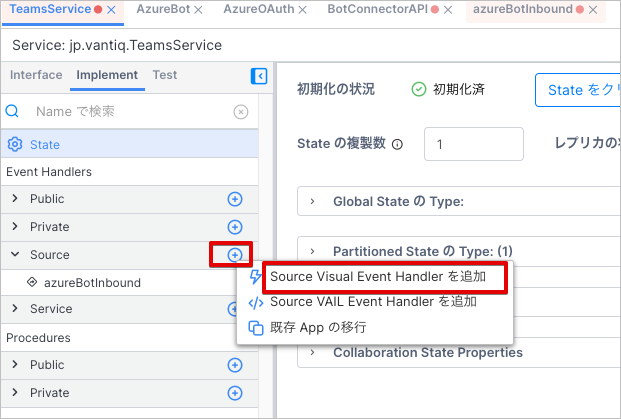 TeamsService AzureBot AzureOAuth BotConnectorAPI azureBotInbound
Service: jp.vantiq.TeamsService
Interface Implement Test
Name で検索
State
Event Handlers
Public
Private
Source
azureBotInbound
Service
Procedures
Public
Private
初期化の状況 初期化済 State をク
State の複製数 1 レプリカの
Global State の Type:
Partitioned State の Type: (1)
Source Visual Event Handler を追加
Source VAIL Event Handler を追加
既存 App の移行
Collaboration State Properties